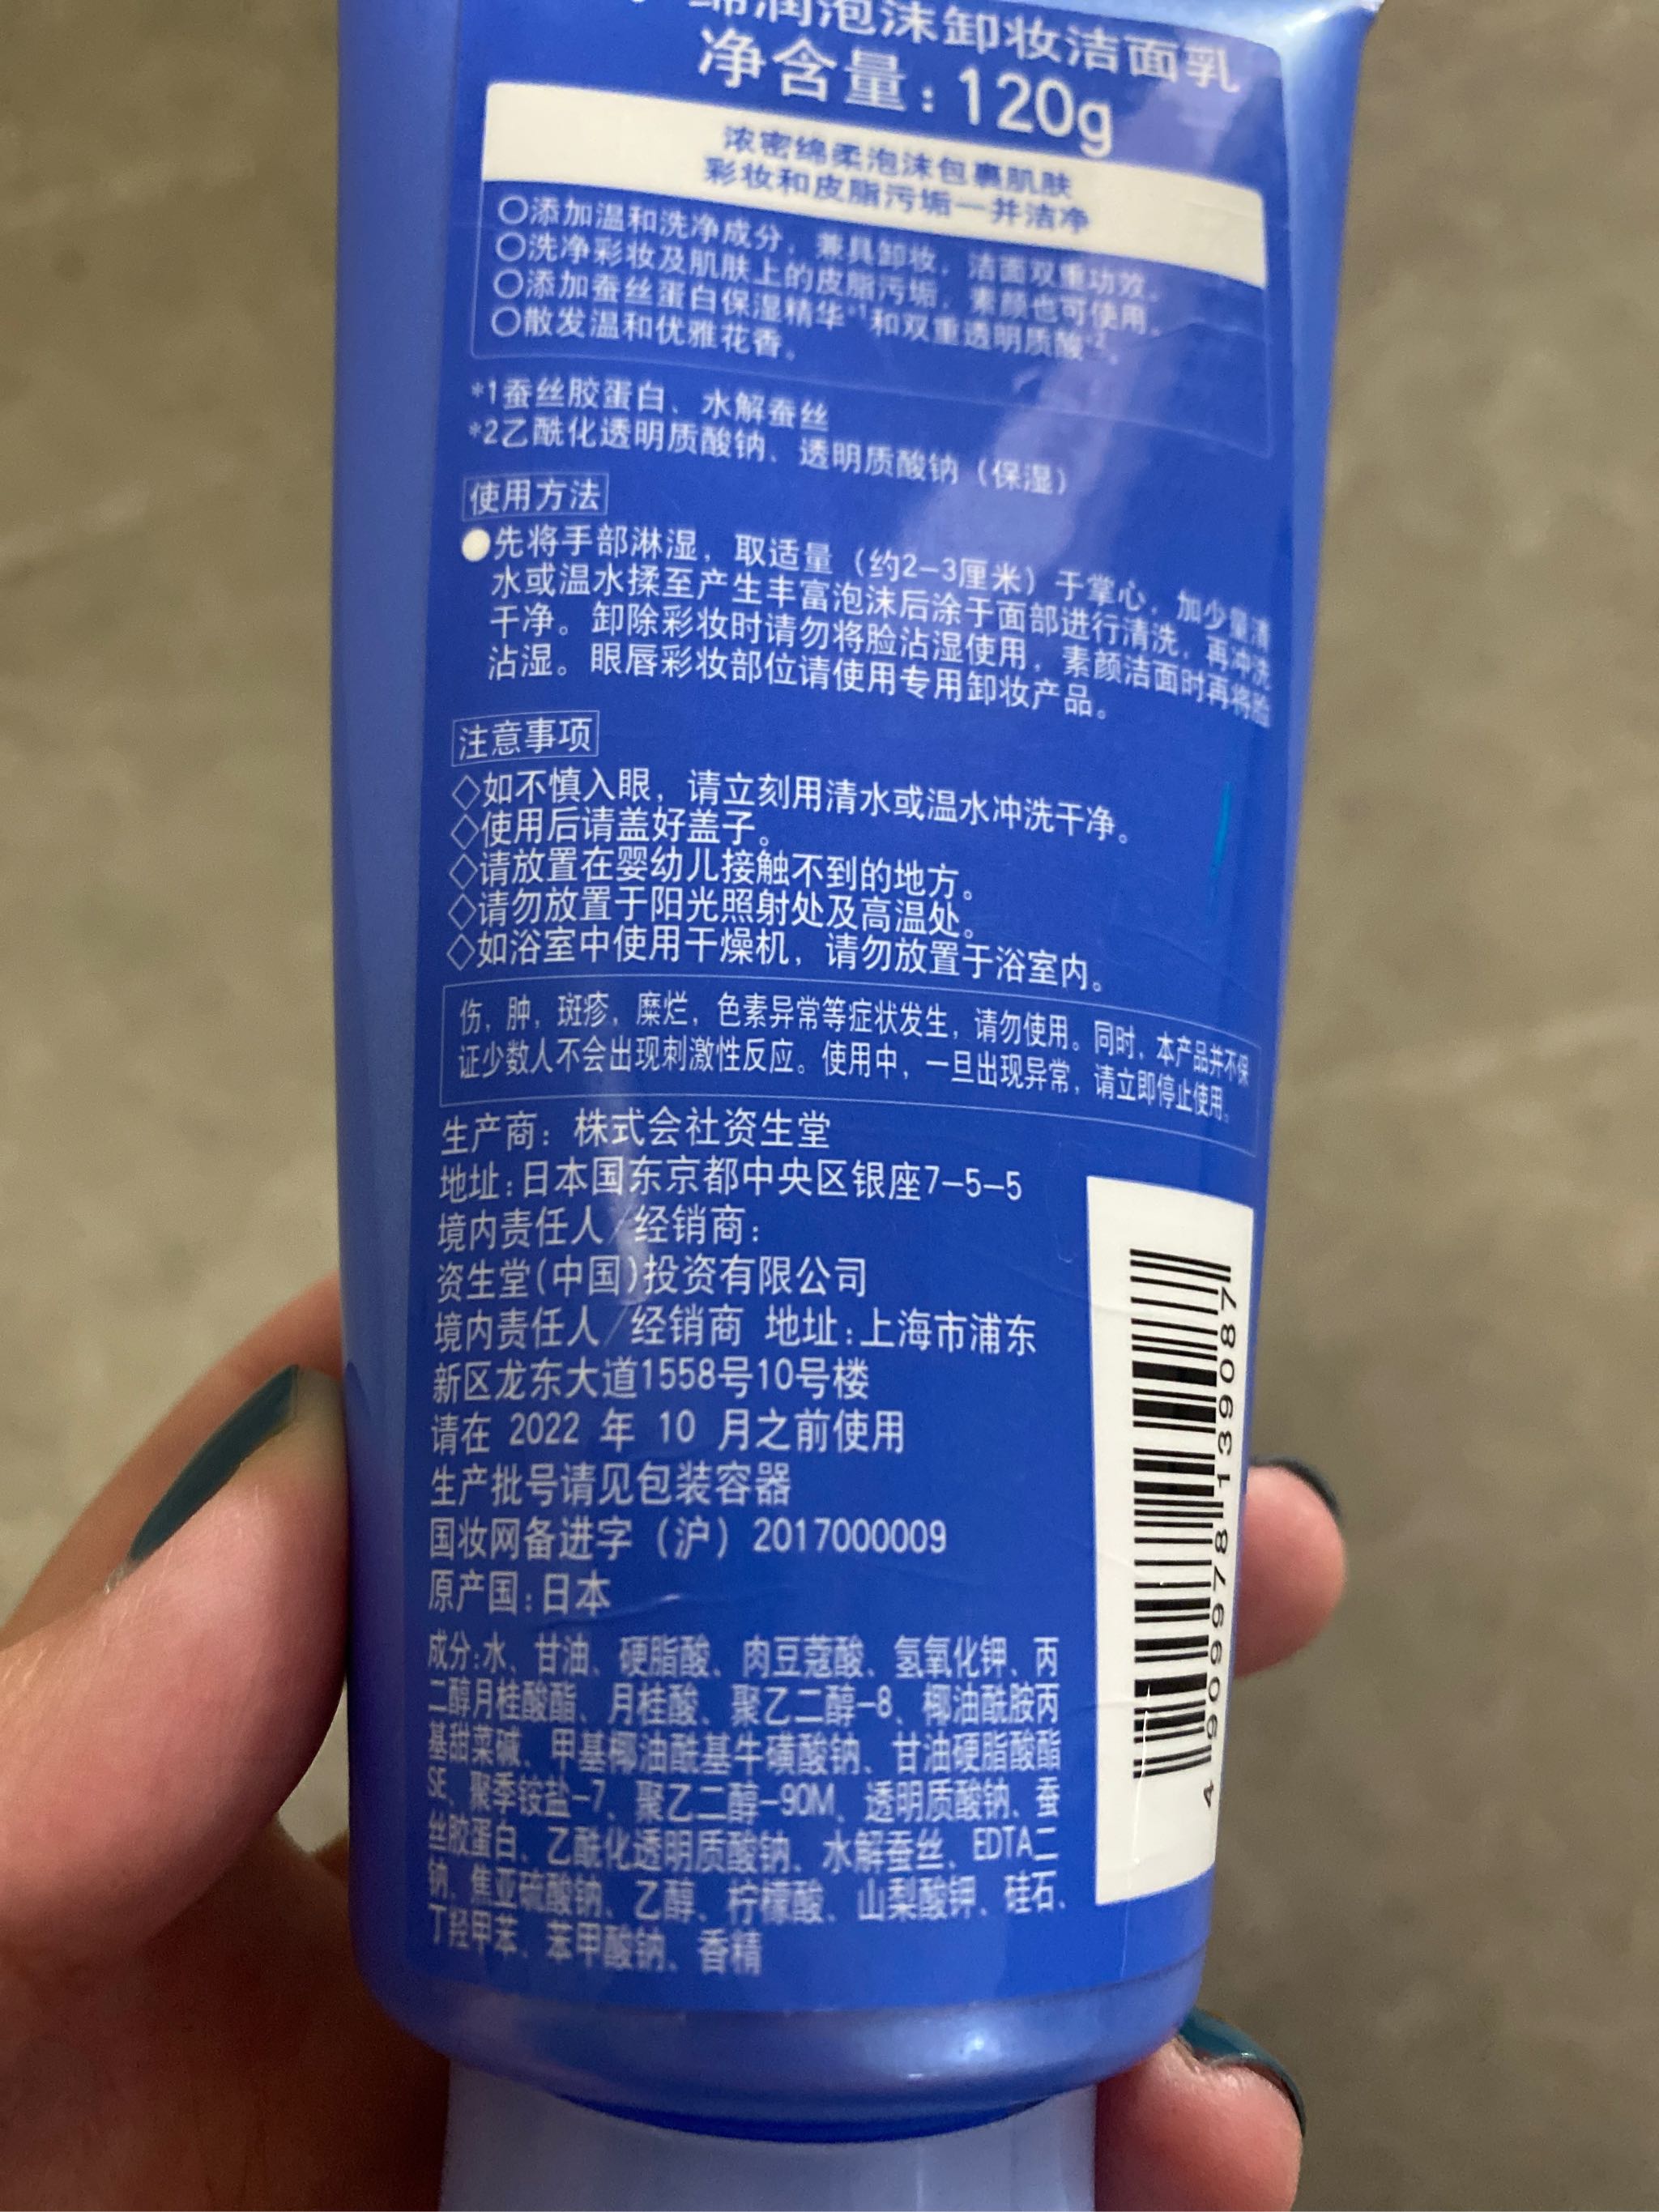 绵润泡沫卸妆洁面乳
净含量：120g
浓密绵柔泡沫包裹肌肤
彩妆和皮脂污垢一并洁净
○添加温和洗净成分，兼具卸妆，洁面双重功效。
○洗净彩妆及肌肤上的皮脂污垢，素颜也可使用。
○添加蚕丝蛋白保湿精华*1和双重透明质酸*2。
○散发温和优雅花香。
*1蚕丝胶蛋白、水解蚕丝
*2乙酰化透明质酸钠、透明质酸钠（保湿）
使用方法
●先将手部淋湿，取适量（约2-3厘米）于掌心，加少量清
水或温水揉至产生丰富泡沫后涂于面部进行清洗，再冲洗
干净。卸除彩妆时请勿将脸沾湿使用，素颜洁面时再将脸
沾湿。眼唇彩妆部位请使用专用卸妆产品。
注意事项
◇如不慎入眼，请立刻用清水或温水冲洗干净。
◇使用后请盖好盖子。
◇请放置在婴幼儿接触不到的地方。
◇请勿放置于阳光照射处及高温处。
◇如浴室中使用干燥机，请勿放置于浴室内。
伤，肿，斑疹，糜烂，色素异常等症状发生，请勿使用。同时，本产品并不保
证少数人不会出现刺激性反应。使用中，一旦出现异常，请立即停止使用。
生产商：株式会社资生堂
地址:日本国东京都中央区银座7-5-5
境内责任人/经销商：
资生堂(中国)投资有限公司
境内责任人/经销商 地址:上海市浦东
新区龙东大道1558号10号楼
请在 2022 年 10 月之前使用
生产批号请见包装容器
国妆网备进字（沪）2017000009
原产国:日本
成分:水、甘油、硬脂酸、肉豆蔻酸、氢氧化钾、丙
二醇月桂酸酯、月桂酸、聚乙二醇-8、椰油酰胺丙
基甜菜碱、甲基椰油酰基牛磺酸钠、甘油硬脂酸酯
SE、聚季铵盐-7、聚乙二醇-90M、透明质酸钠、蚕
丝胶蛋白、乙酰化透明质酸钠、水解蚕丝、EDTA二
钠、焦亚硫酸钠、乙醇、柠檬酸、山梨酸钾、硅石、
丁羟甲苯、苯甲酸钠、香精
4909978139087